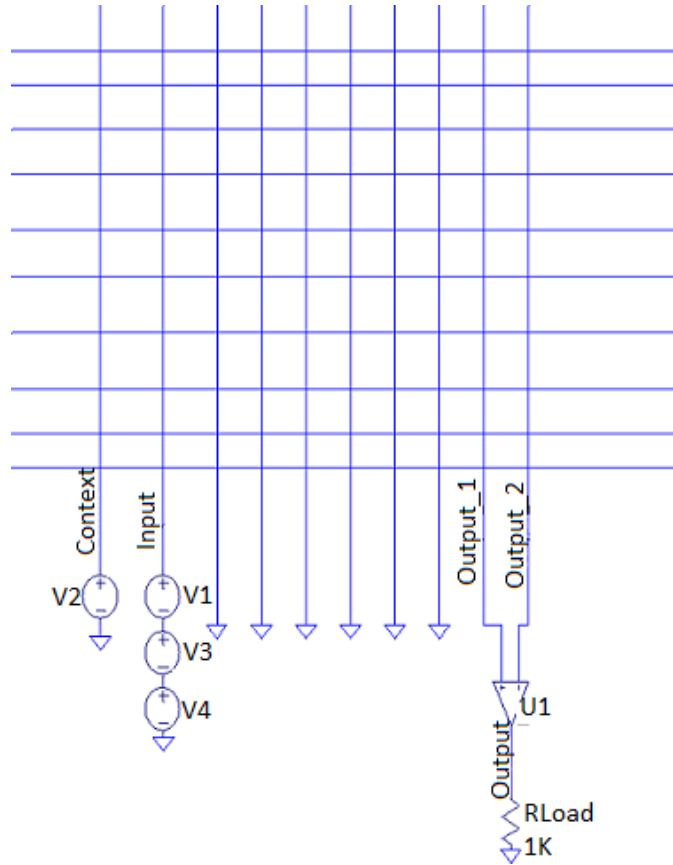 Context
Input
Output_1
Output_2
V2
V1
V3
V4
U1
Output
RLoad
1K